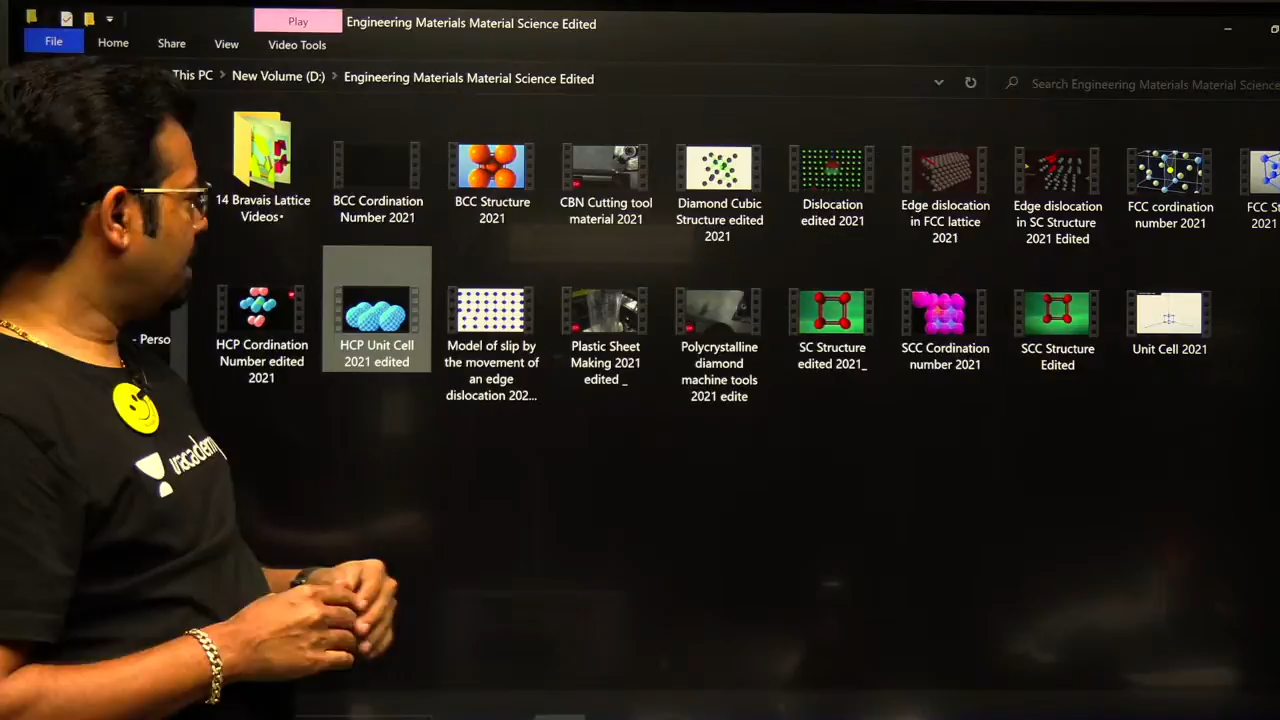 Play
Engineering Materials Material Science Edited
File
Home
Share
View
Video Tools
This PC > New Volume (D:) > Engineering Materials Material Science Edited
Search Engineering Materials Material Science
14 Bravais Lattice
Videos•
BCC Cordination
Number 2021
BCC Structure
2021
CBN Cutting tool
material 2021
Diamond Cubic
Structure edited
2021
Dislocation
edited 2021
Edge dislocation
in FCC lattice
2021
Edge dislocation
in SC Structure
2021 Edited
FCC cordination
number 2021
FCC St
2021
HCP Cordination
Number edited
2021
HCP Unit Cell
2021 edited
Model of slip by
the movement of
an edge
dislocation 202...
Plastic Sheet
Making 2021
edited _
Polycrystalline
diamond
machine tools
2021 edite
SC Structure
edited 2021_
SCC Cordination
number 2021
SCC Structure
Edited
Unit Cell 2021
- Perso
unacademy